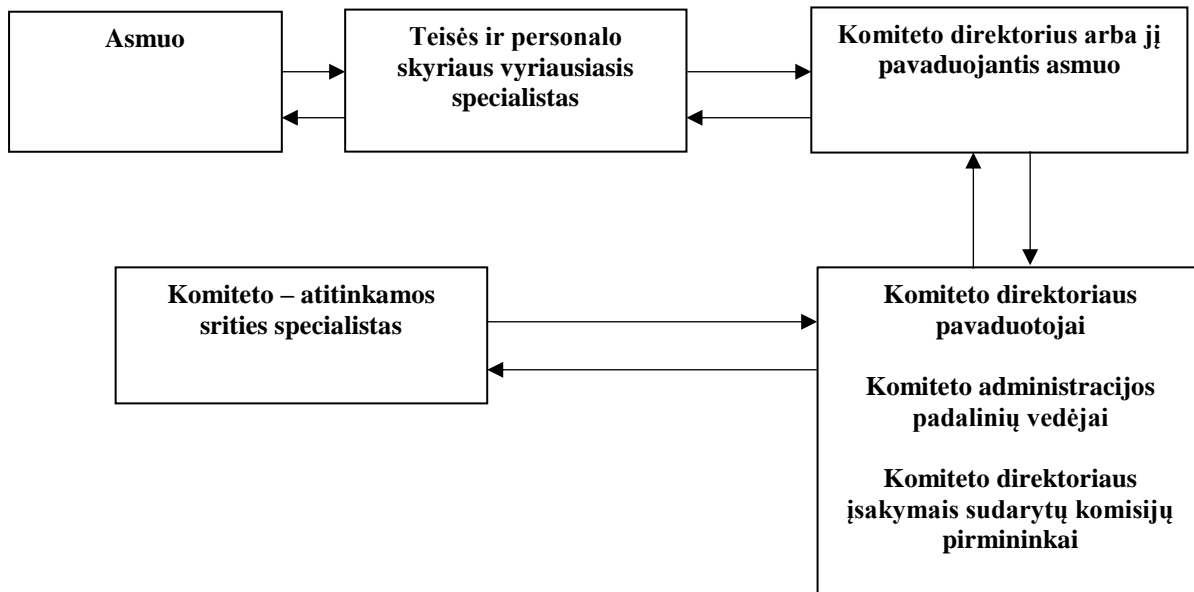 Asmuo
Teisės ir personalo
skyriaus vyriausiasis
specialistas
Komiteto direktorius arba jį
pavaduojantis asmuo
Komiteto – atitinkamos
srities specialistas
Komiteto direktoriaus
pavaduotojai
Komiteto administracijos
padalinių vedėjai
Komiteto direktoriaus
įsakymais sudarytų komisijų
pirmininkai